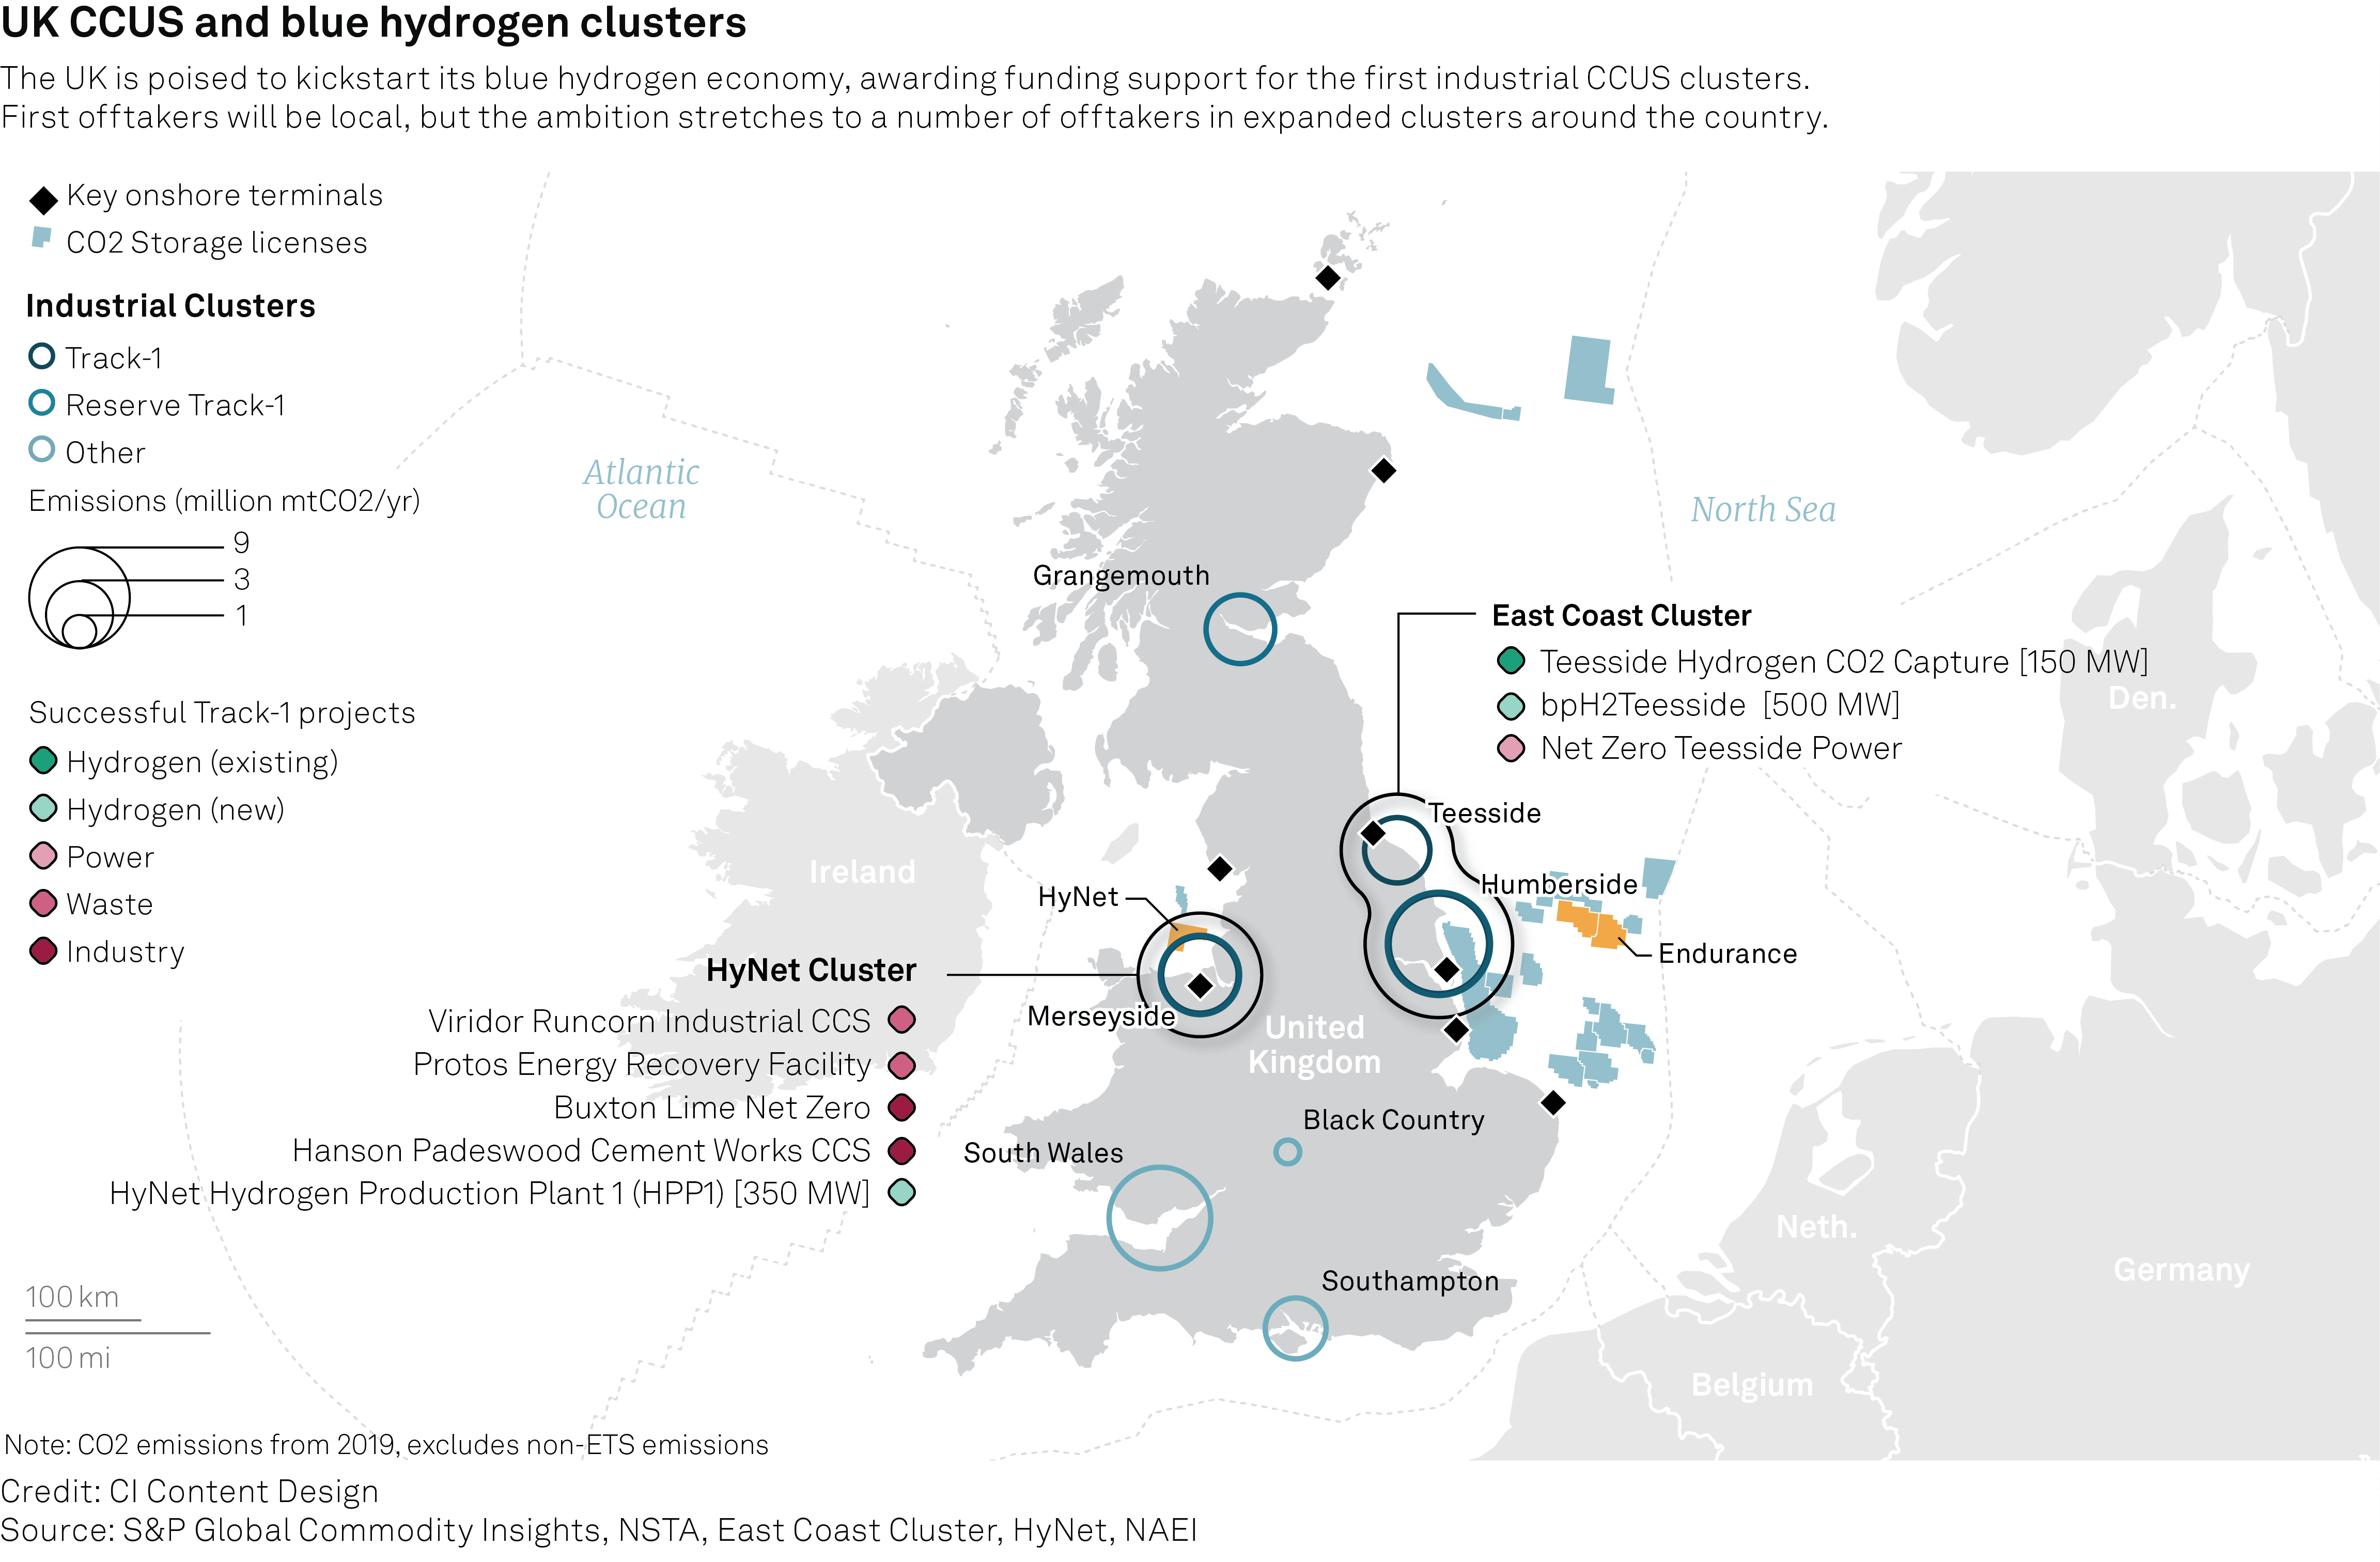 UK CCUS and blue hydrogen clusters
The UK is poised to kickstart its blue hydrogen economy, awarding funding support for the first industrial CCUS clusters.
First offtakers will be local, but the ambition stretches to a number of offtakers in expanded clusters around the country.
Key onshore terminals
CO2 Storage licenses
Industrial Clusters
Track-1
Reserve Track-1
Other
Emissions (million mtCO2/yr)
9
3
1
Successful Track-1 projects
Hydrogen (existing)
Hydrogen (new)
Power
Waste
Industry
Atlantic
Ocean
North Sea
Grangemouth
East Coast Cluster
Teesside Hydrogen CO2 Capture [150 MW]
bpH2Teesside [500 MW]
Net Zero Teesside Power
Den.
Teesside
Ireland
Humberside
HyNet
Endurance
HyNet Cluster
Merseyside
Viridor Runcorn Industrial CCS
Protos Energy Recovery Facility
Buxton Lime Net Zero
Hanson Padeswood Cement Works CCS
HyNet Hydrogen Production Plant 1 (HPP1) [350 MW]
United
Kingdom
Black Country
South Wales
Southampton
Neth.
Germany
Belgium
100 km
100 mi
Note: CO2 emissions from 2019, excludes non-ETS emissions
Credit: CI Content Design
Source: S&P Global Commodity Insights, NSTA, East Coast Cluster, HyNet, NAEI